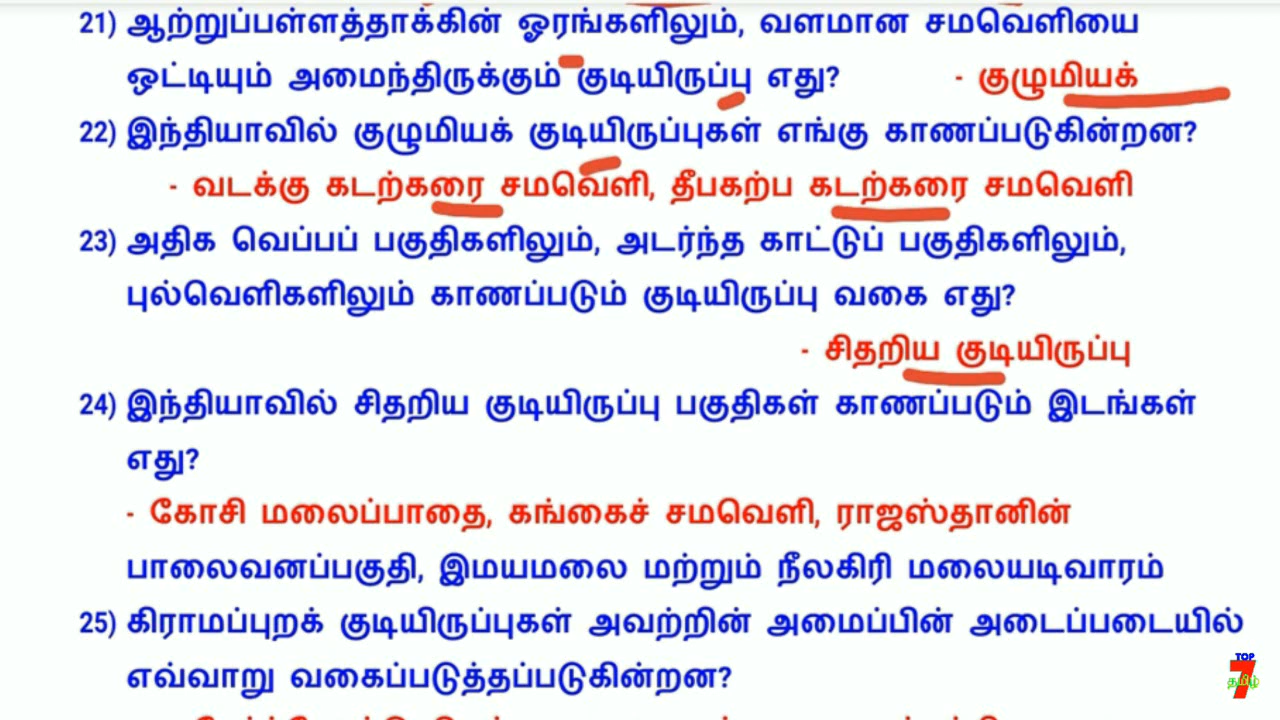 21) ஆற்றுப்பள்ளத்தாக்கின் ஓரங்களிலும், வளமான சமவெளியை
ஒட்டியும் அமைந்திருக்கும் குடியிருப்பு எது? - குழுமியக்
22) இந்தியாவில் குழுமியக் குடியிருப்புகள் எங்கு காணப்படுகின்றன?
- வடக்கு கடற்கரை சமவெளி, தீபகற்ப கடற்கரை சமவெளி
23) அதிக வெப்பப் பகுதிகளிலும், அடர்ந்த காட்டுப் பகுதிகளிலும்,
புல்வெளிகளிலும் காணப்படும் குடியிருப்பு வகை எது?
- சிதறிய குடியிருப்பு
24) இந்தியாவில் சிதறிய குடியிருப்பு பகுதிகள் காணப்படும் இடங்கள்
எது?
- கோசி மலைப்பாதை, கங்கைச் சமவெளி, ராஜஸ்தானின்
பாலைவனப்பகுதி, இமயமலை மற்றும் நீலகிரி மலையடிவாரம்
25) கிராமப்புறக் குடியிருப்புகள் அவற்றின் அமைப்பின் அடைப்படையில்
எவ்வாறு வகைப்படுத்தப்படுகின்றன?
TOP
7
தமிழ்